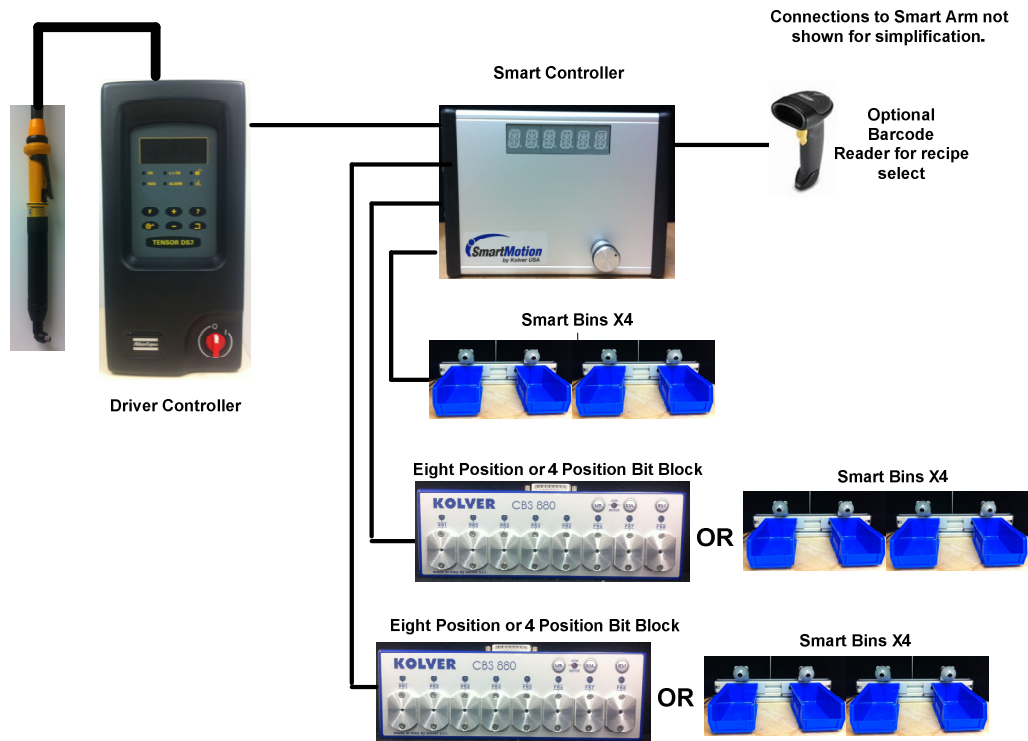 Connections to Smart Arm not
shown for simplification.
Smart Controller
Optional
Barcode
Reader for recipe
select
TENSOR DS7
SmartMotion
by Kolver USA
Driver Controller
Smart Bins X4
Eight Position or 4 Position Bit Block
KOLVER CBS 880
OR
Smart Bins X4
Eight Position or 4 Position Bit Block
KOLVER CBS 880
OR
Smart Bins X4